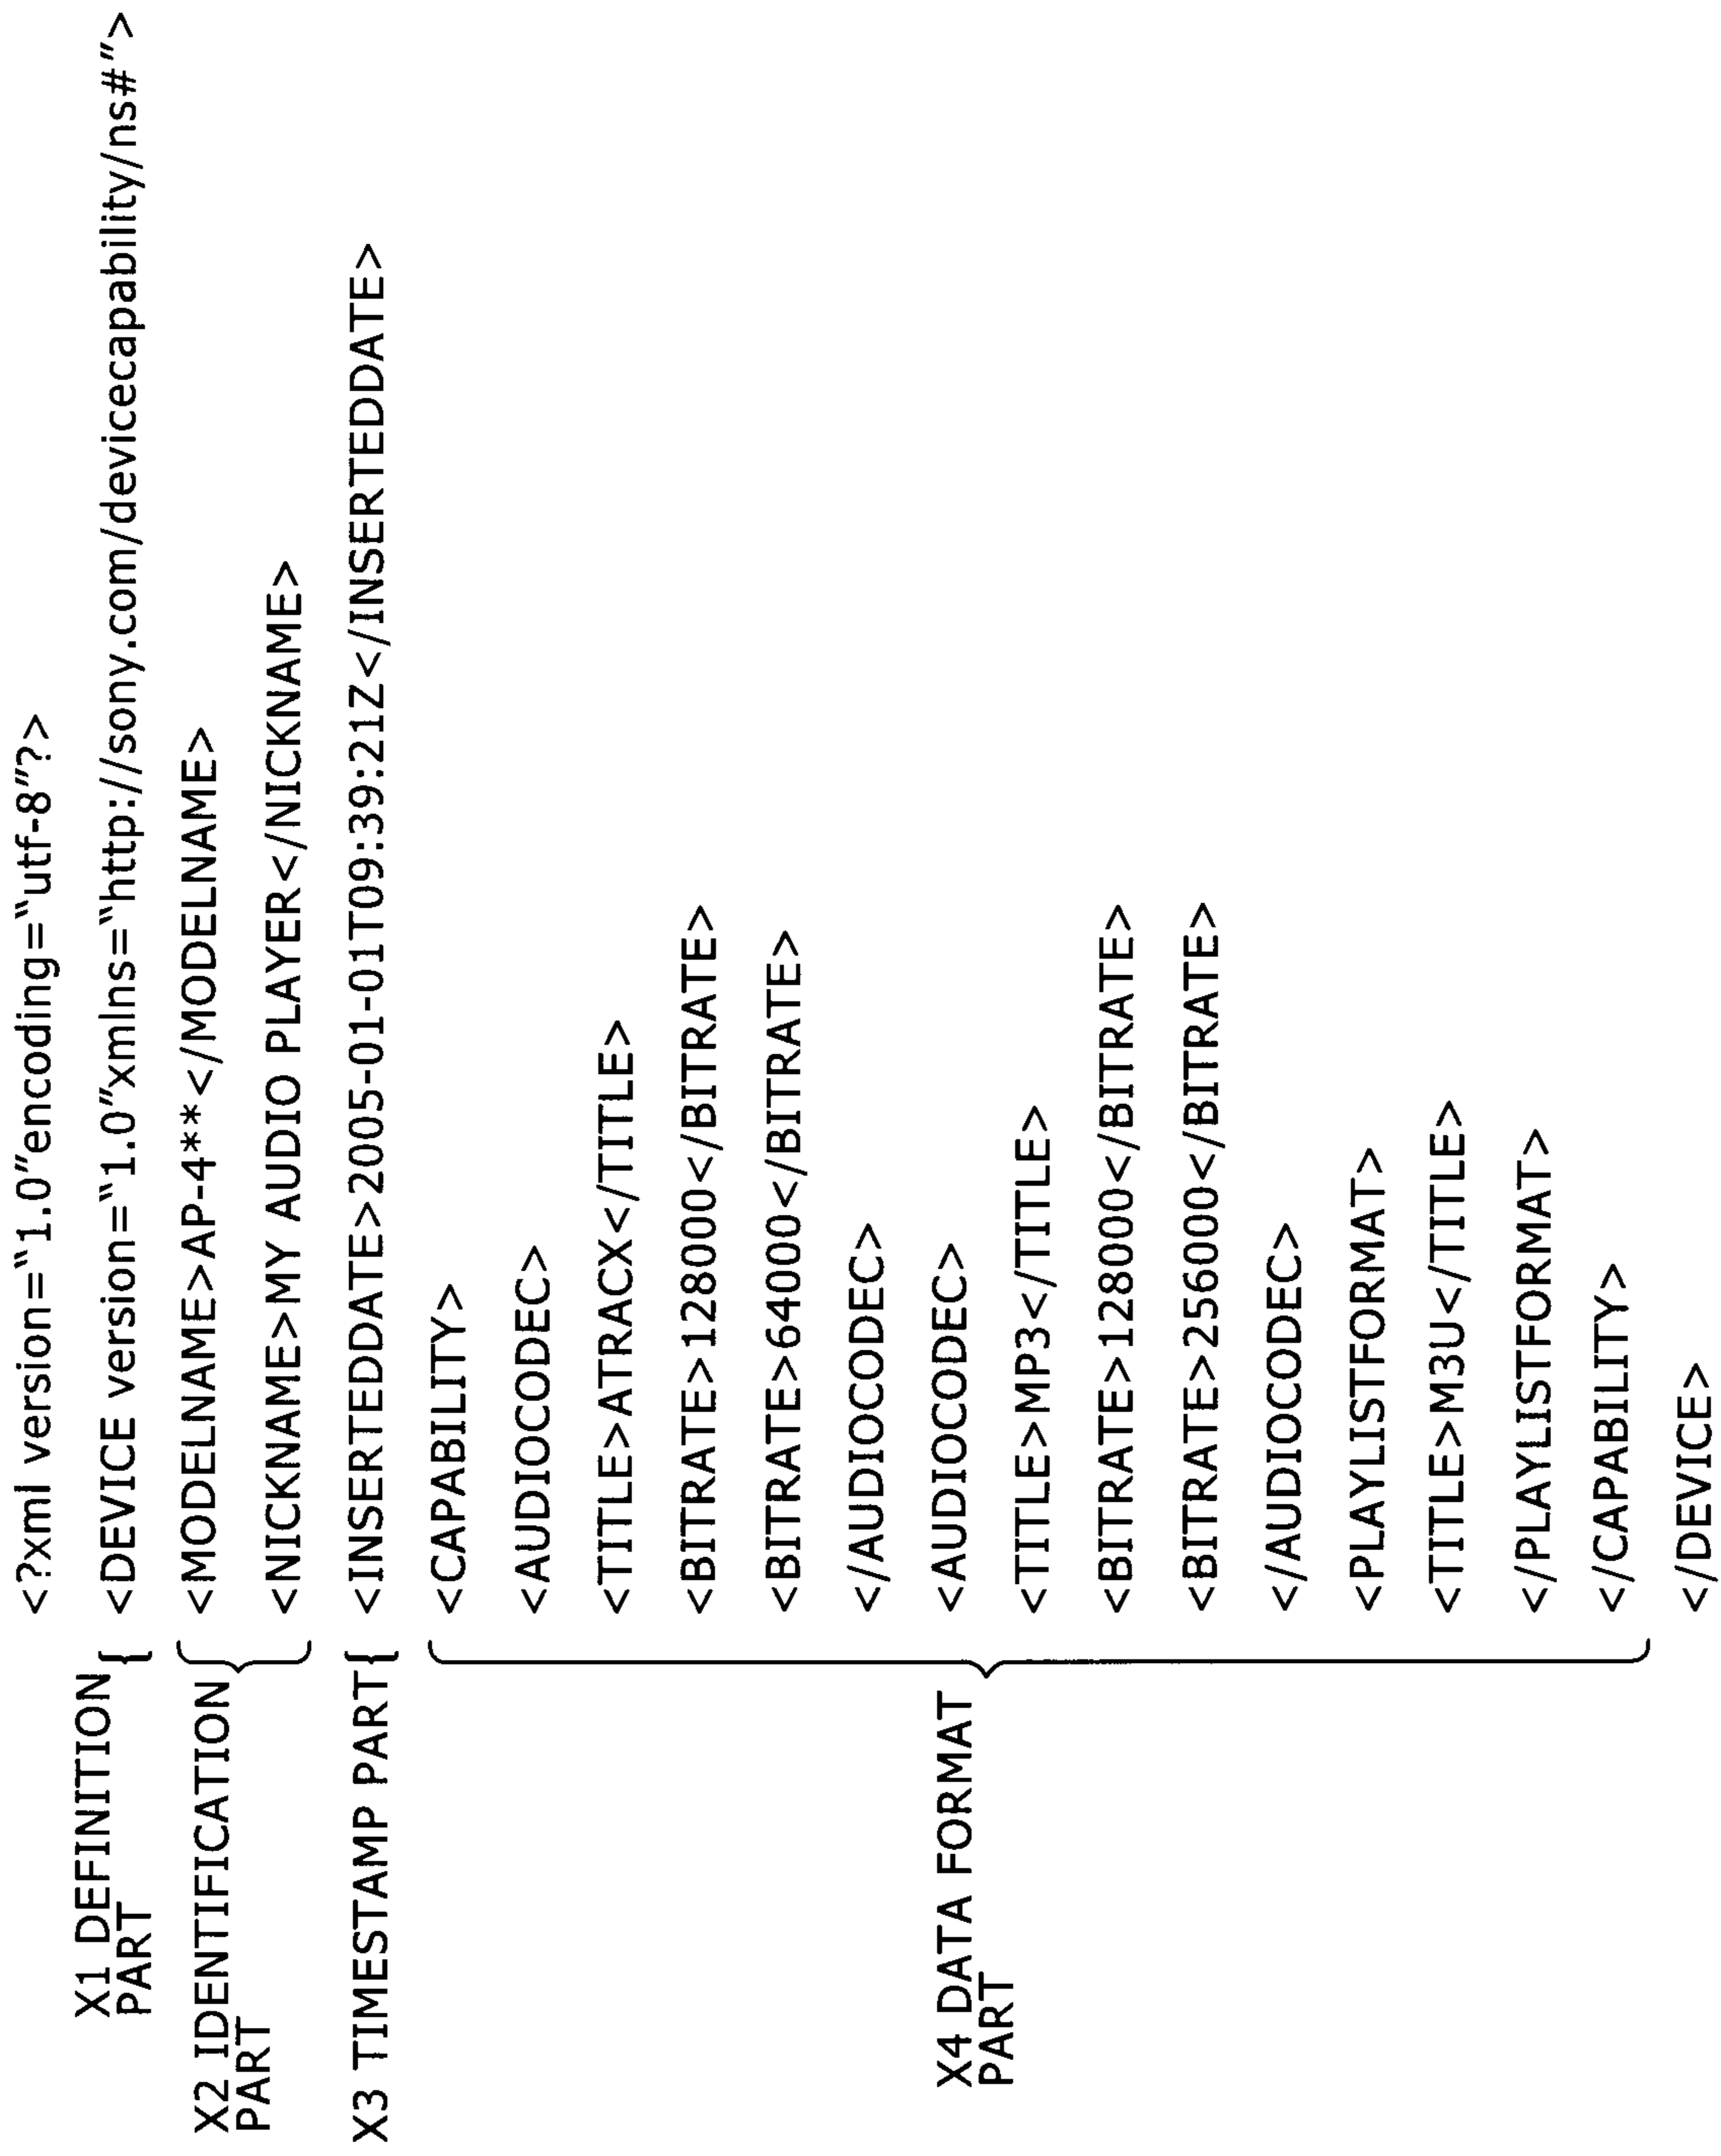 <?xml version=“1.0”encoding=“utf-8”?>
X1 DEFINITION
PART
{ <DEVICE version=“1.0”xmlns=“http://sony.com/devicecapability/ns#”>
X2 IDENTIFICATION
PART
<MODELNAME>AP-4**</MODELNAME>
<NICKNAME>MY AUDIO PLAYER</NICKNAME>
X3 TIMESTAMP PART{ <INSERTEDDATE>2005-01-01T09:39:21Z</INSERTEDDATE>
X4 DATA FORMAT
PART
<CAPABILITY>
<AUDIOCODEC>
<TITLE>ATRACX</TITLE>
<BITRATE>128000</BITRATE>
<BITRATE>64000</BITRATE>
</AUDIOCODEC>
<AUDIOCODEC>
<TITLE>MP3</TITLE>
<BITRATE>128000</BITRATE>
<BITRATE>256000</BITRATE>
</AUDIOCODEC>
<PLAYLISTFORMAT>
<TITLE>M3U</TITLE>
</PLAYLISTFORMAT>
</CAPABILITY>
</DEVICE>